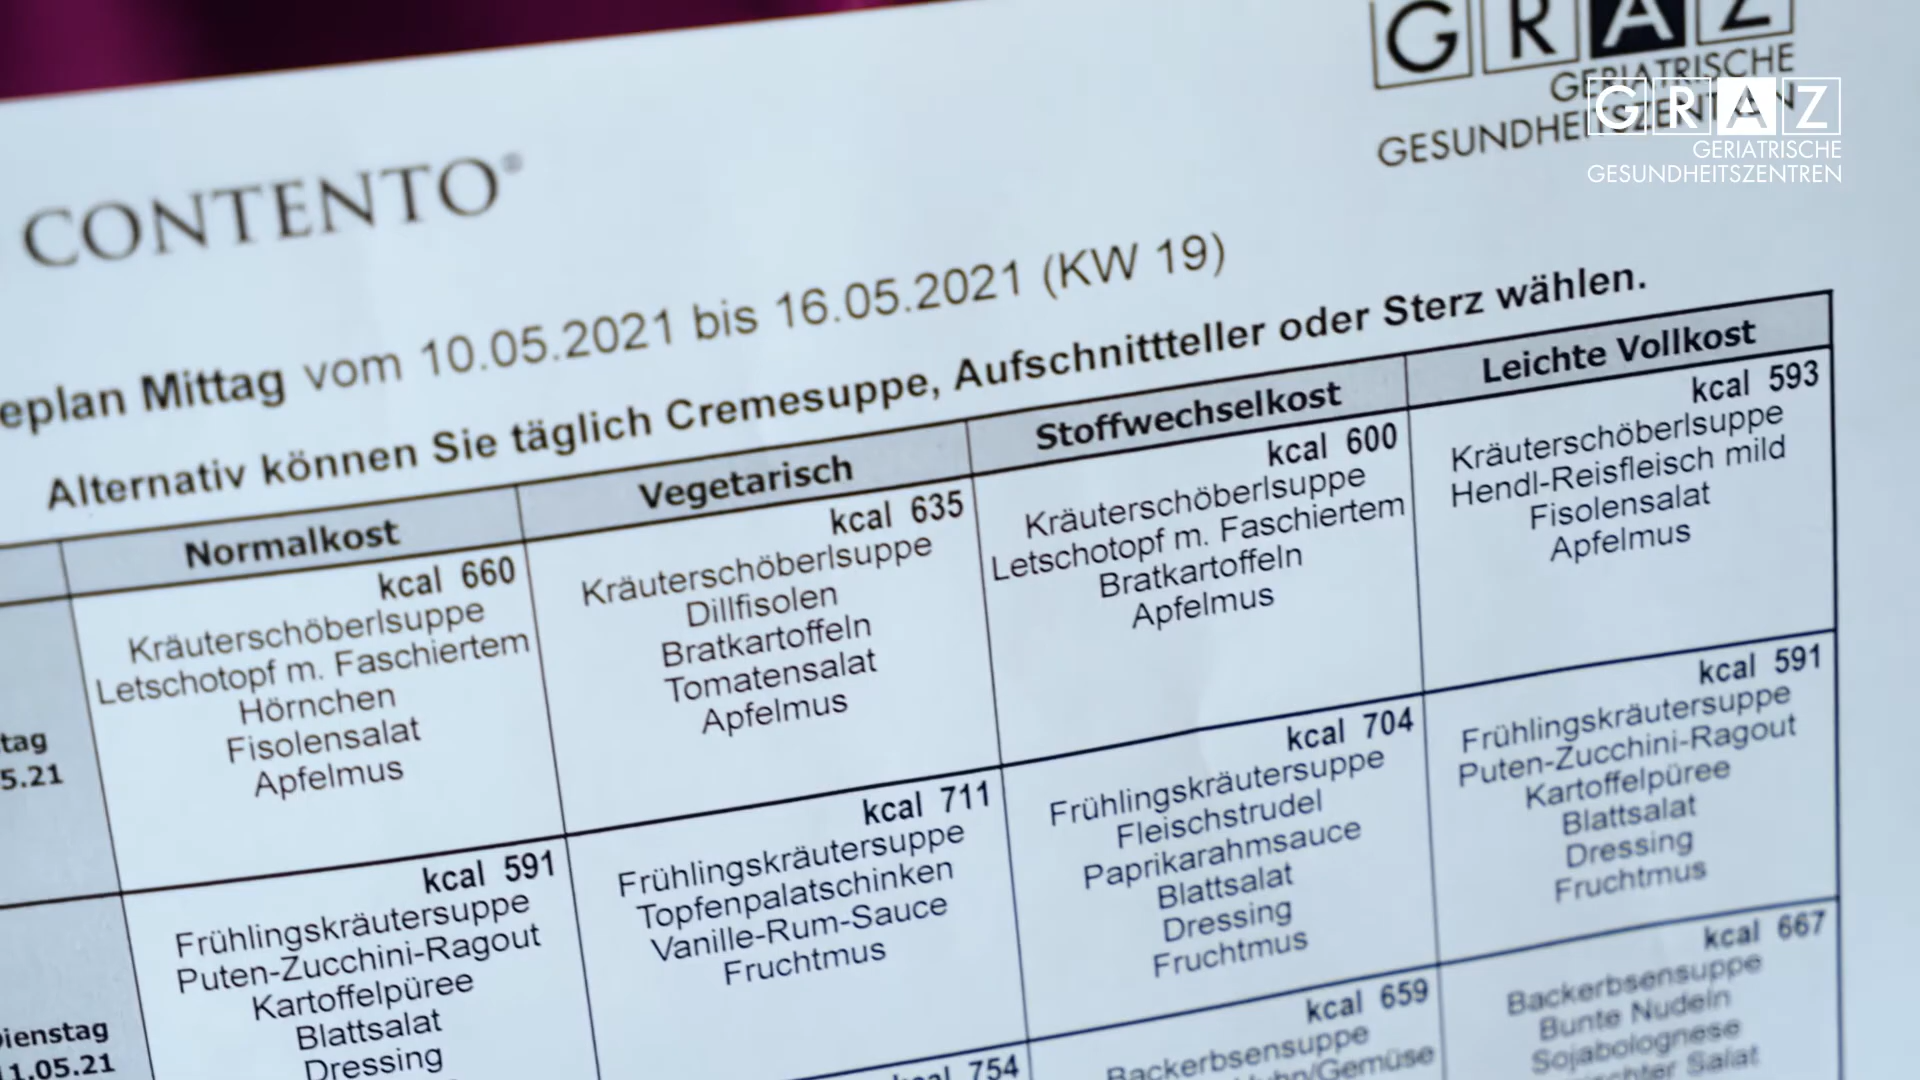 GRAZ
GERIATRISCHE
GESUNDHEITSZENTREN
GRAZ
GERIATRISCHE
GESUNDHEITSZENTREN
CONTENTO®
eplan Mittag vom 10.05.2021 bis 16.05.2021 (KW 19)
Alternativ können Sie täglich Cremesuppe, Aufschnittteller oder Sterz wählen.
Normalkost
Vegetarisch
Stoffwechselkost
Leichte Vollkost
tag
5.21
kcal 660
Kräuterschöberlsuppe
Letschotopf m. Faschiertem
Hörnchen
Fisolensalat
Apfelmus
kcal 635
Kräuterschöberlsuppe
Dillfisolen
Bratkartoffeln
Tomatensalat
Apfelmus
kcal 600
Kräuterschöberlsuppe
Letschotopf m. Faschiertem
Bratkartoffeln
Apfelmus
kcal 593
Kräuterschöberlsuppe
Hendl-Reisfleisch mild
Fisolensalat
Apfelmus
Dienstag
11.05.21
kcal 591
Frühlingskräutersuppe
Puten-Zucchini-Ragout
Kartoffelpüree
Blattsalat
Dressing
kcal 711
Frühlingskräutersuppe
Topfenpalatschinken
Vanille-Rum-Sauce
Fruchtmus
kcal 704
Frühlingskräutersuppe
Fleischstrudel
Paprikarahmsauce
Blattsalat
Dressing
Fruchtmus
kcal 591
Frühlingskräutersuppe
Puten-Zucchini-Ragout
Kartoffelpüree
Blattsalat
Dressing
Fruchtmus
kcal 754
kcal 659
Backerbsensuppe
/Gemüse
kcal 667
Backerbsensuppe
Bunte Nudeln
Sojabolognese
Salat